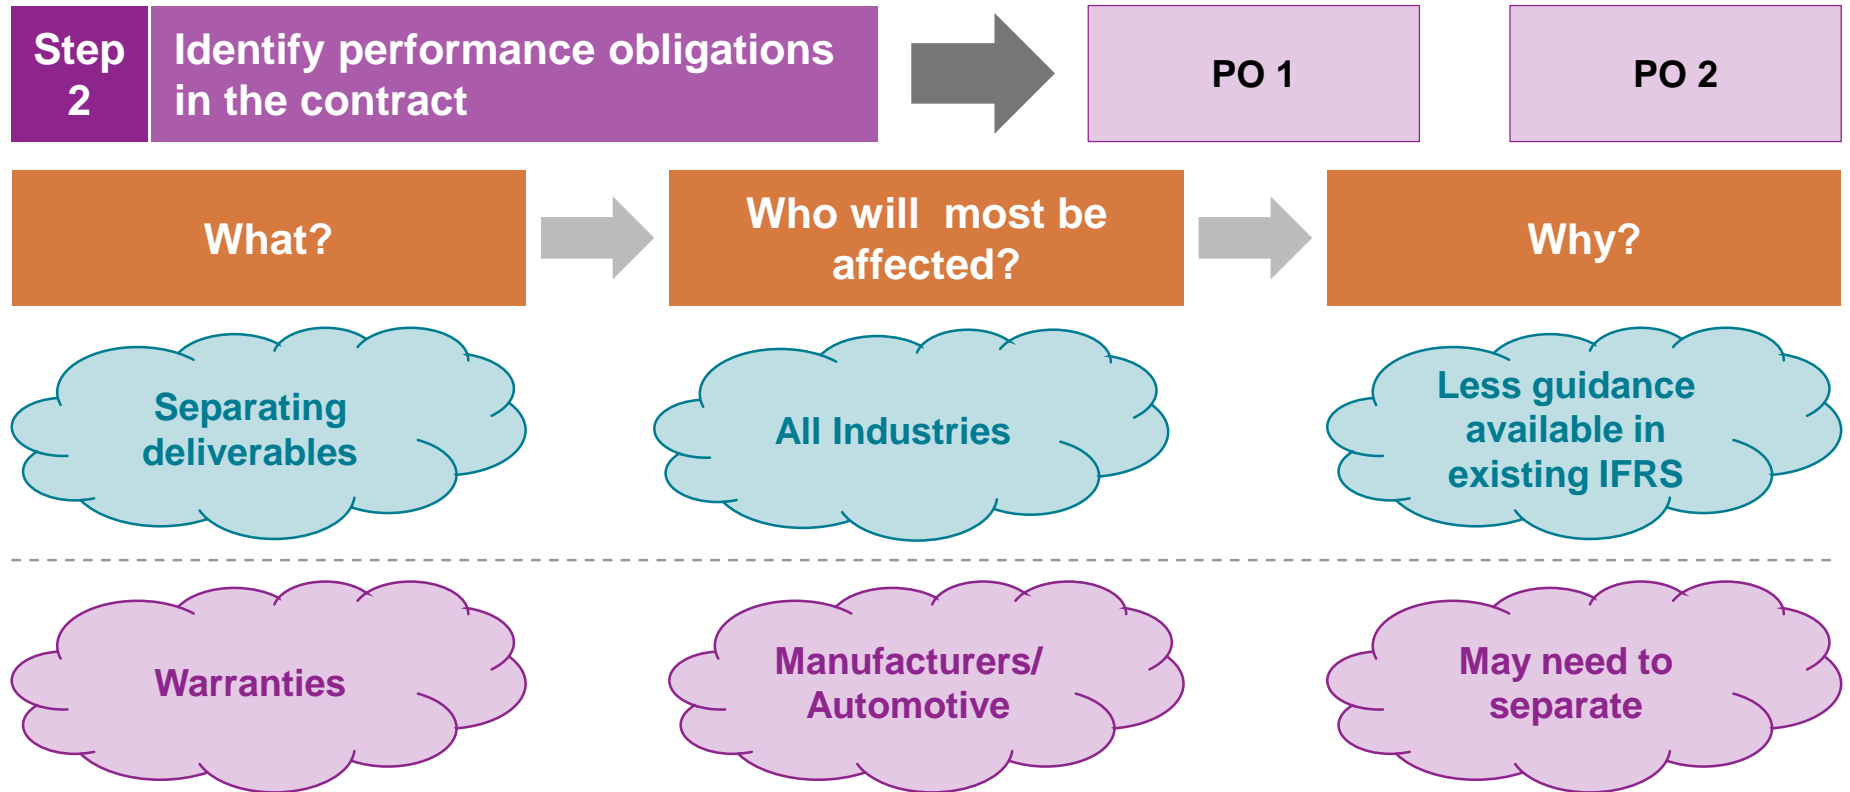 Step
2
Identify performance obligations
in the contract
PO 1
PO 2
What?
Who will  most be
affected?
Why?
Separating
deliverables
All Industries
Less guidance
available in
existing IFRS
Warranties
Manufacturers/
Automotive
May need to
separate